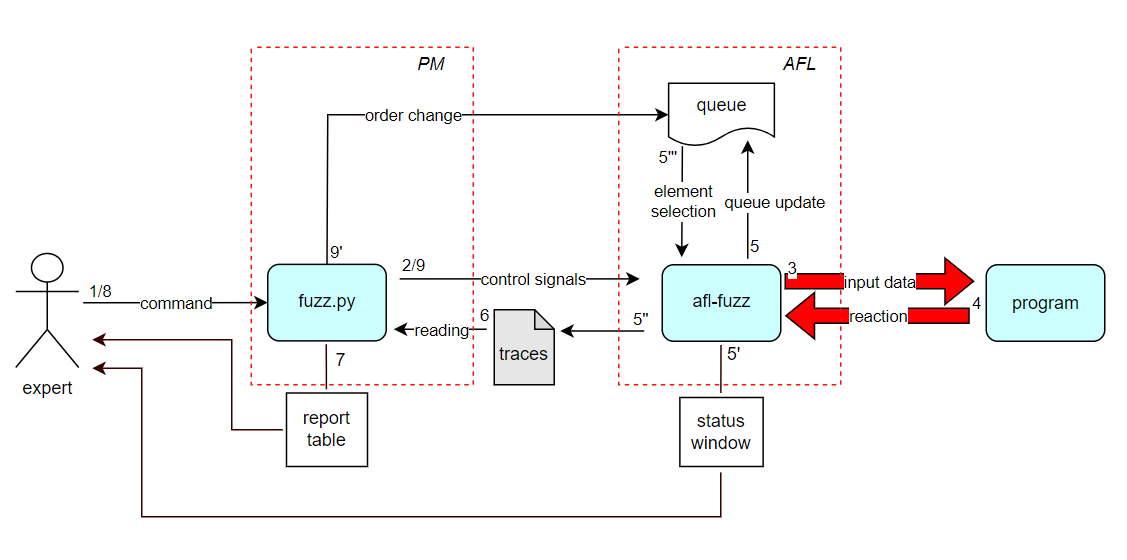 PM
AFL
queue
order change
5'''
element
selection
queue update
9'
5
2/9
3
control signals
input data
1/8
command
fuzz.py
afl-fuzz
program
6
5''
4
reading
reaction
traces
7
5'
expert
report
table
status
window